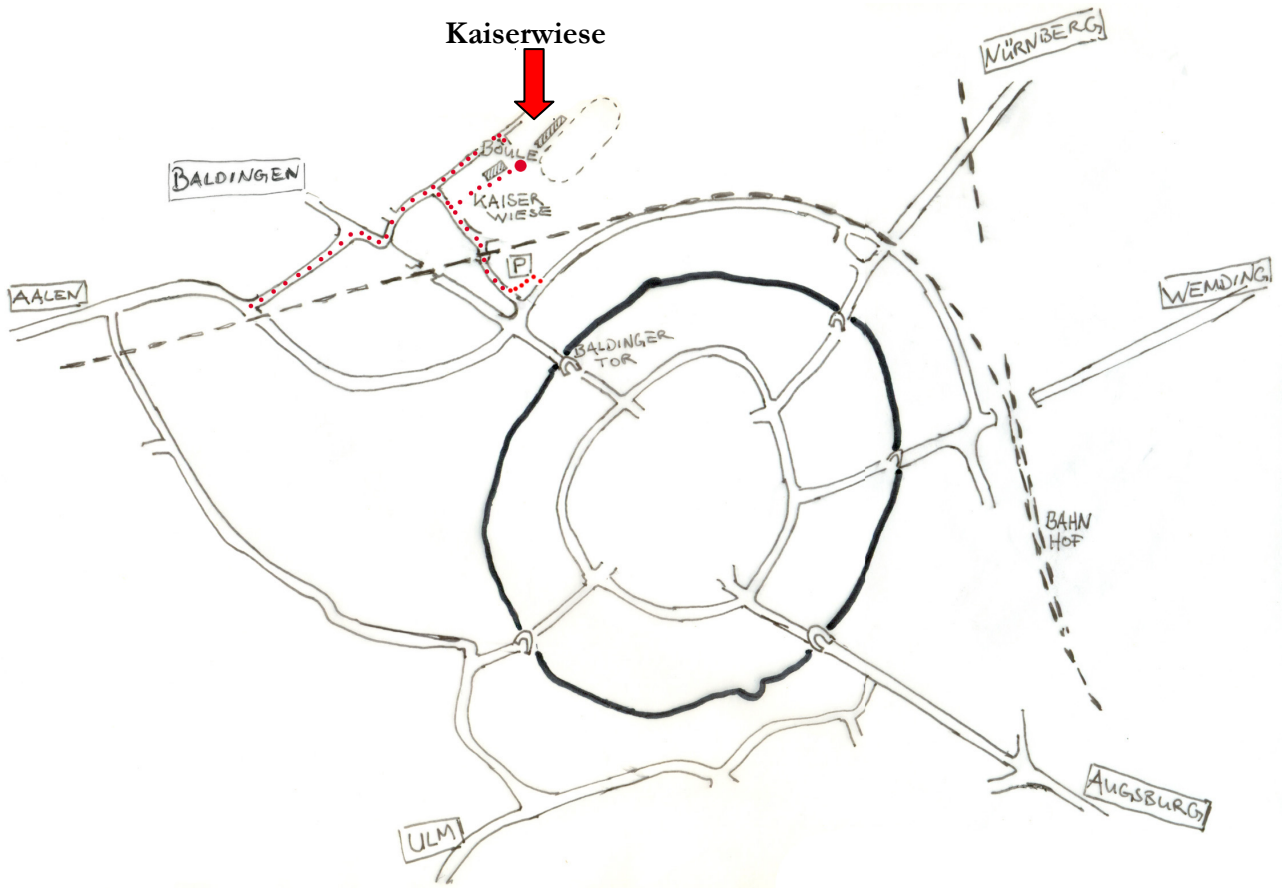 Kaiserwiese
NÜRNBERG
BOULE
BALDINGEN
KAISER
WIESE
P
AALEN
WEMDING
BALDINGER
TOR
BAHN
HOF
AUGSBURG
ULM